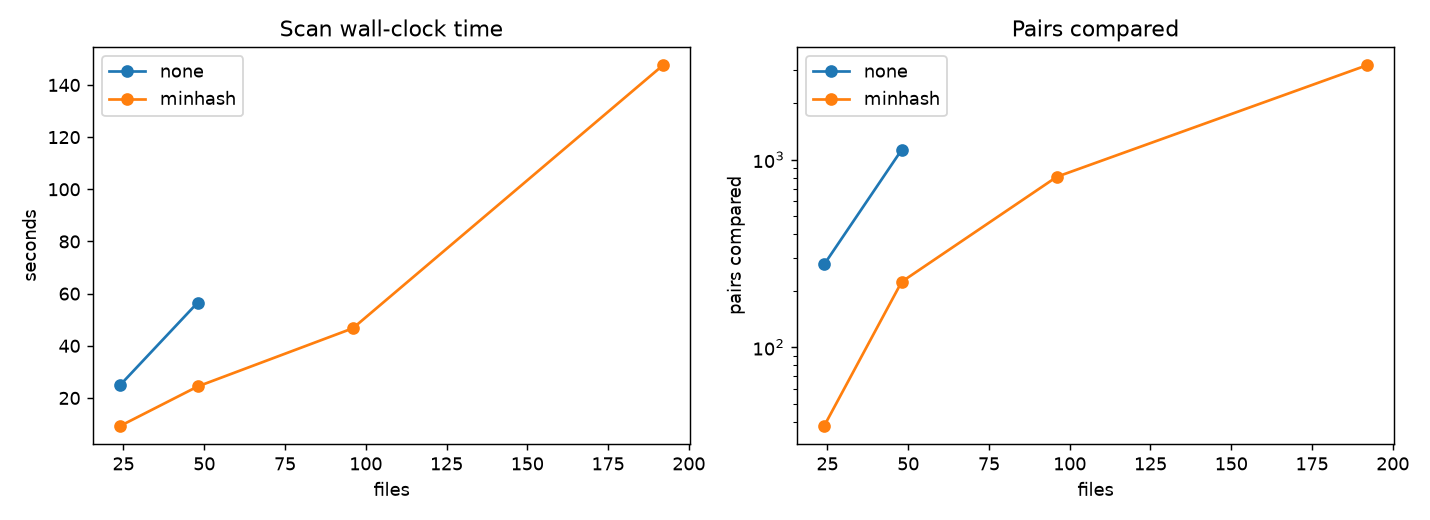 Scan wall-clock time
none
minhash
140
120
100
80
60
40
20
seconds
25 50 75 100 125 150 175 200
files
Pairs compared
none
minhash
10³
10²
pairs compared
25 50 75 100 125 150 175 200
files